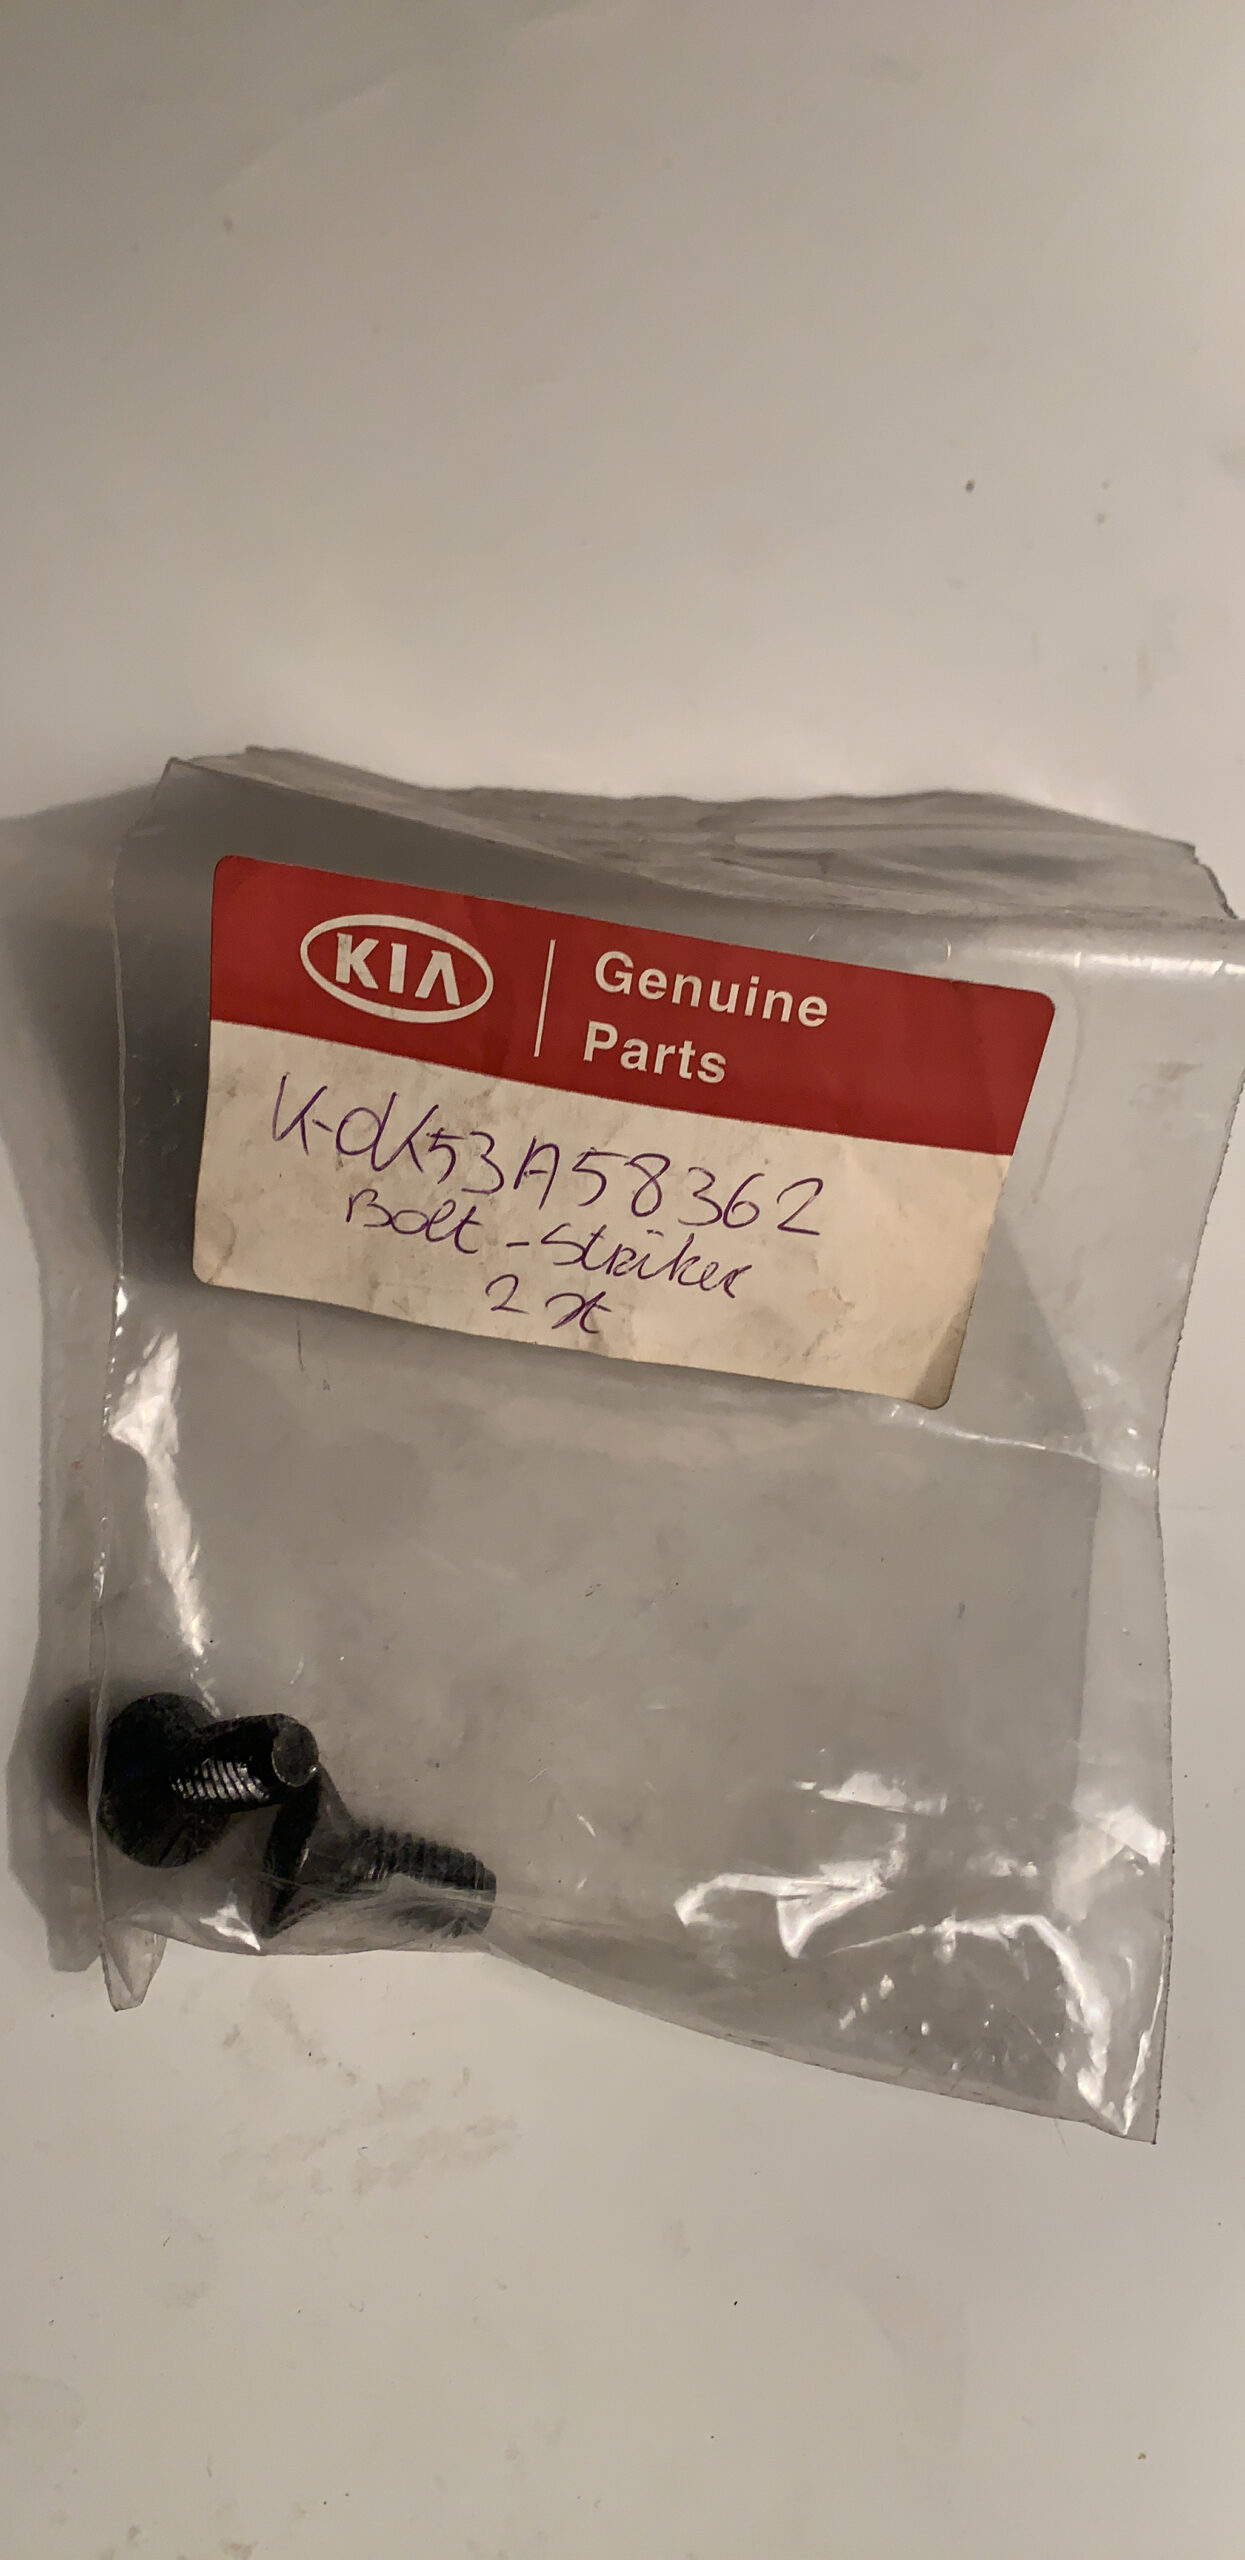 KIA
Genuine
Parts
K-0K53A58362
Bolt - Striker
2 st